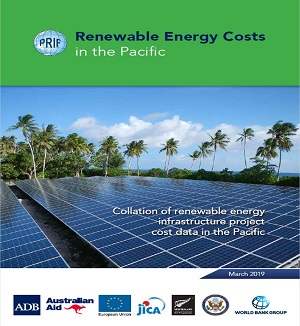 PRIF
Renewable Energy Costs
in the Pacific
Collation of renewable energy
infrastructure project
cost data in the Pacific
March 2019
ADB
Australian
Aid
European Union
jica
WORLD BANK GROUP